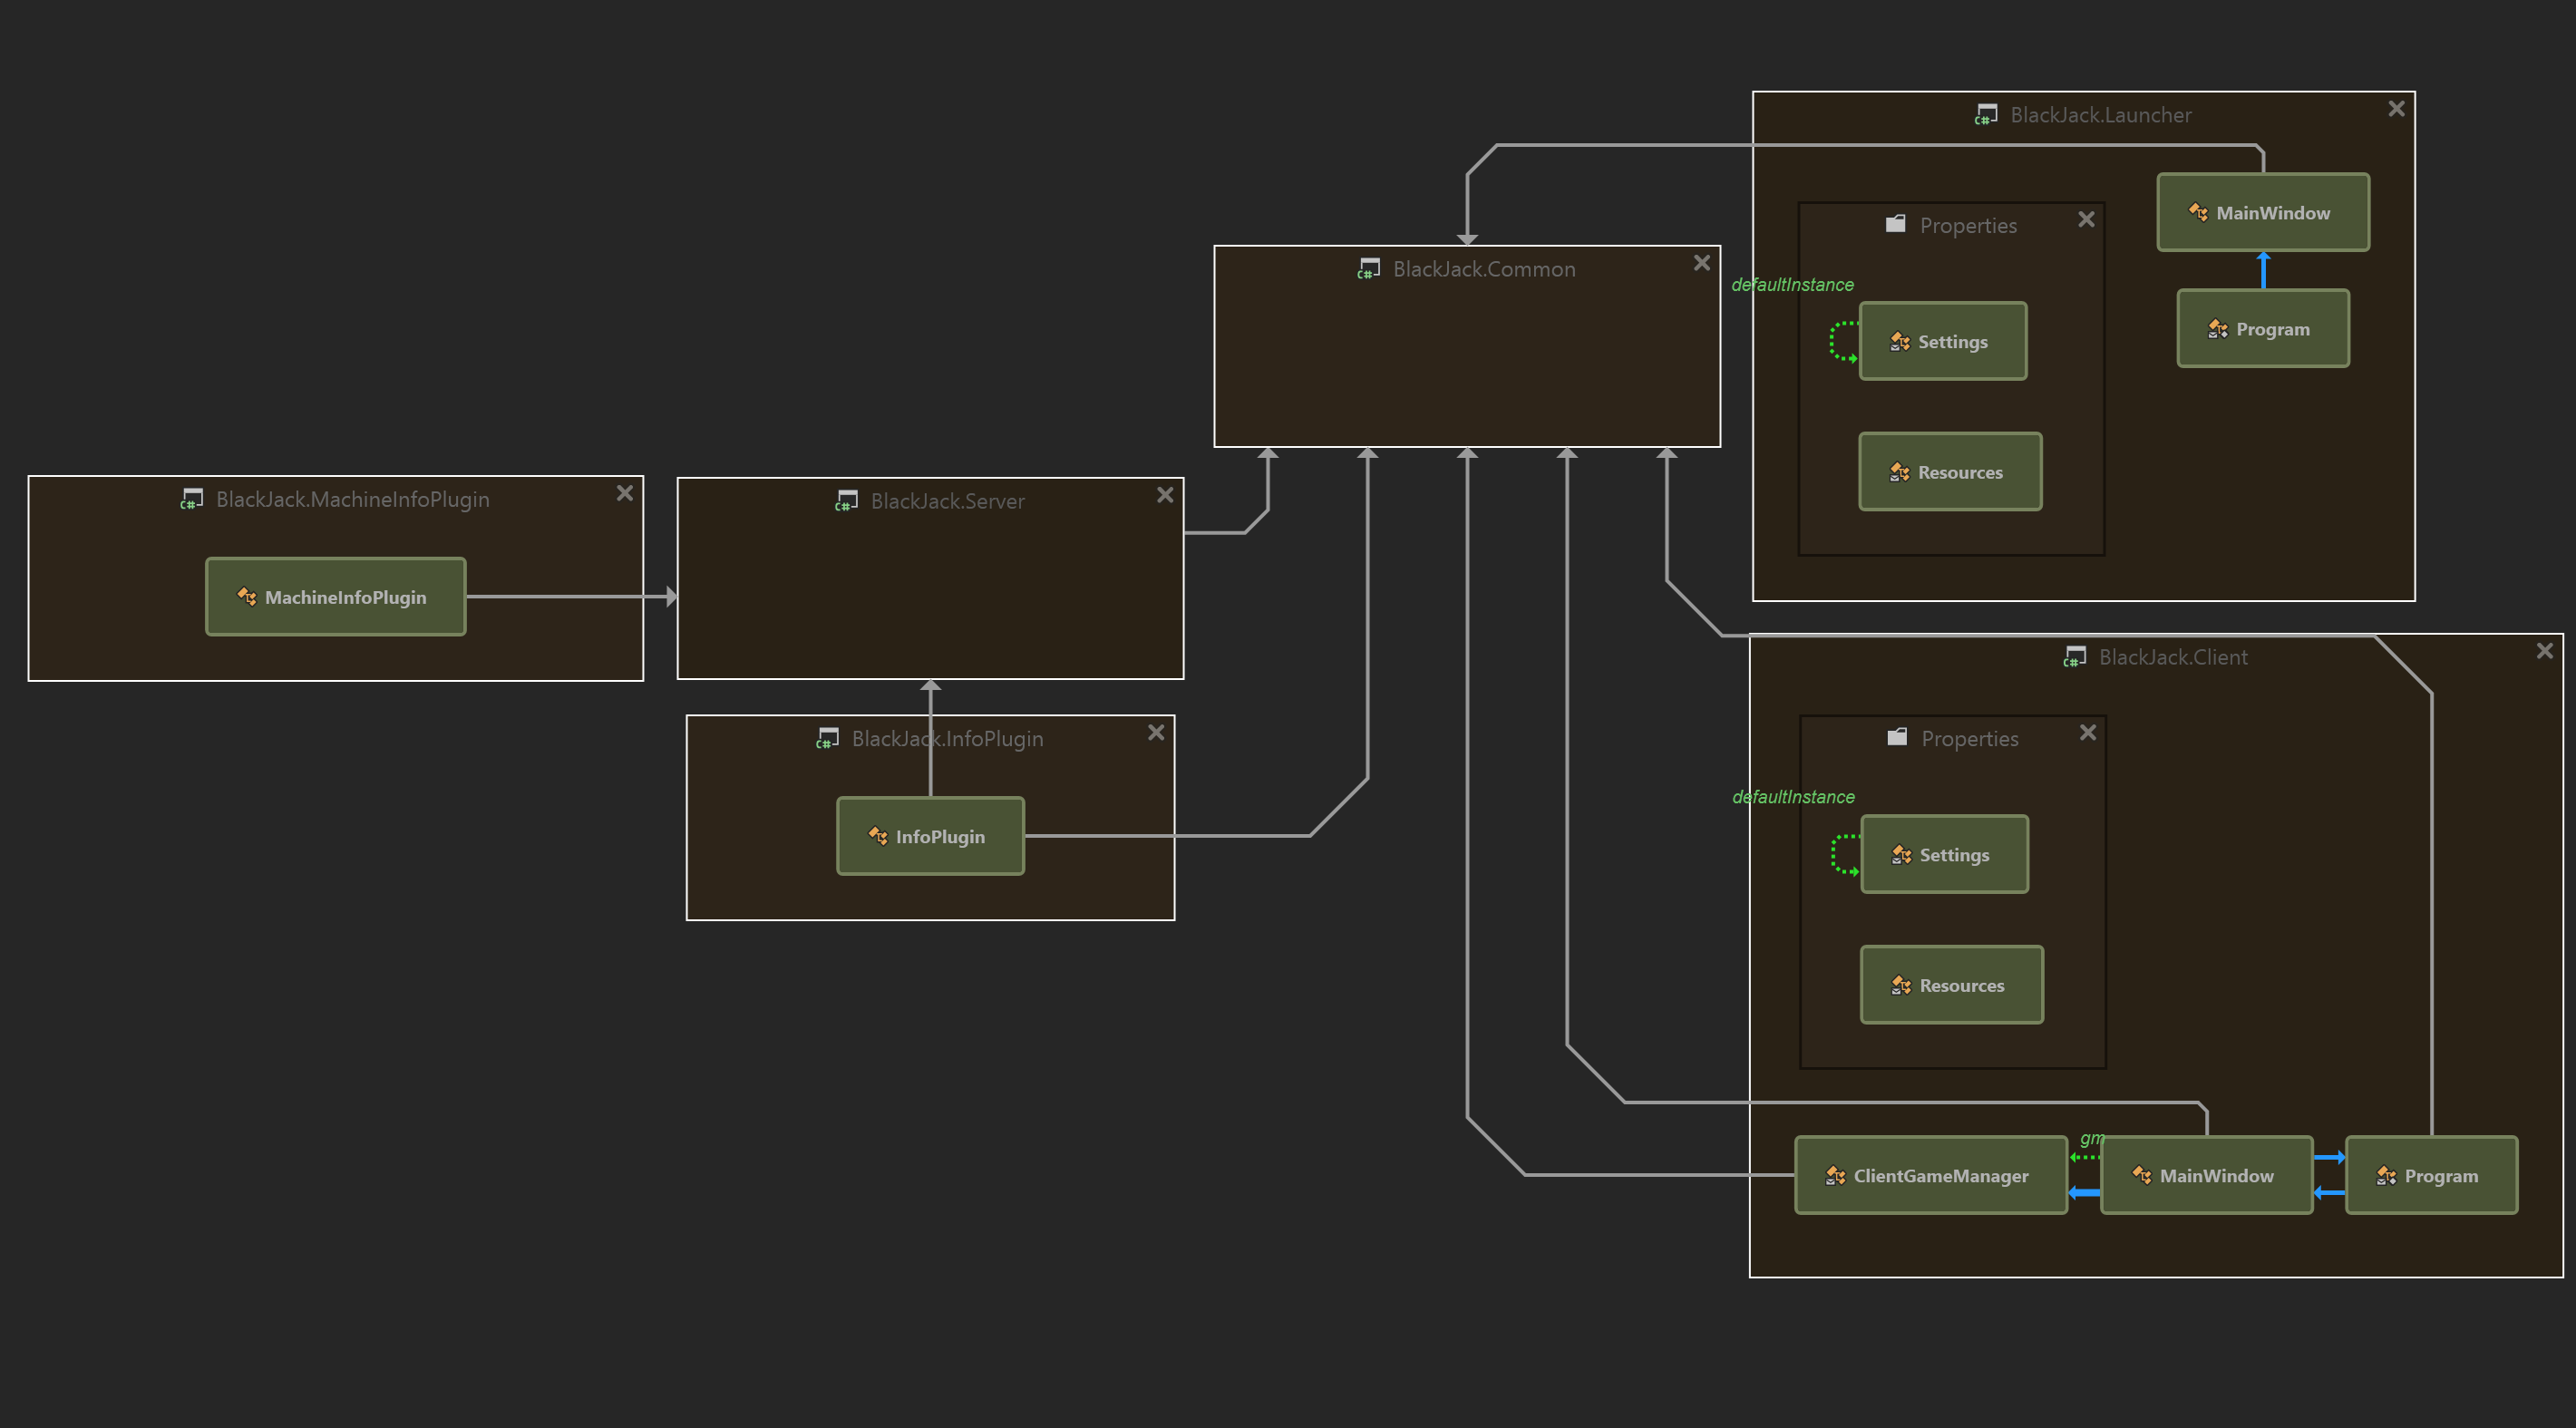 BlackJack.Launcher
MainWindow
Properties
BlackJack.Common
defaultInstance
Settings
Program
Resources
BlackJack.MachineInfoPlugin
BlackJack.Server
MachineInfoPlugin
BlackJack.Client
BlackJack.InfoPlugin
Properties
defaultInstance
InfoPlugin
Settings
Resources
gm
ClientGameManager
MainWindow
Program